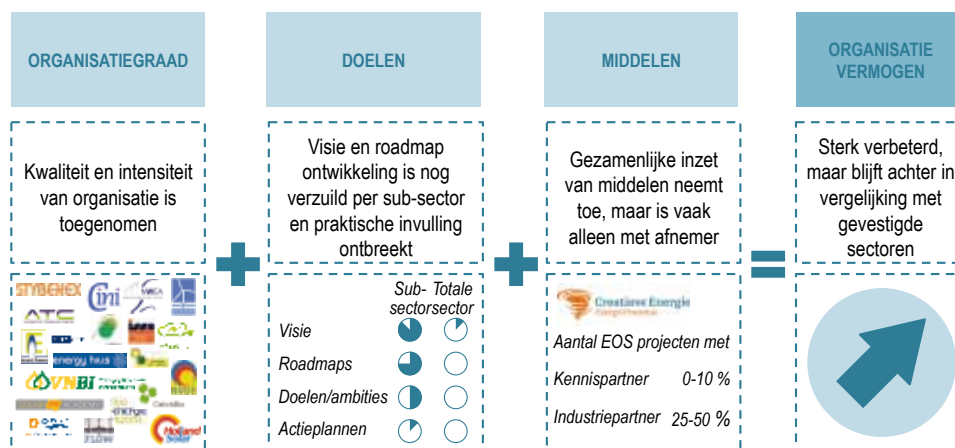 ORGANISATIEGRAAD
DOELEN
MIDDELEN
ORGANISATIE
VERMOGEN
Kwaliteit en intensiteit
van organisatie is
toegenomen
Visie en roadmap
ontwikkeling is nog
verzuild per sub-sector
en praktische invulling
ontbreekt
Gezamenlijke inzet
van middelen neemt
toe, maar is vaak
alleen met afnemer
Sterk verbeterd,
maar blijft achter in
vergelijking met
gevestigde
sectoren
STYBENEX
Cini
ATC
energy huis
VNBI
Holland
Solar
Sub- Totale
sector sector
Visie
Roadmaps
Doelen/ambities
Actieplannen
Creatieve Energie
Aantal EOS projecten met
Kennispartner 0-10 %
Industriepartner 25-50 %